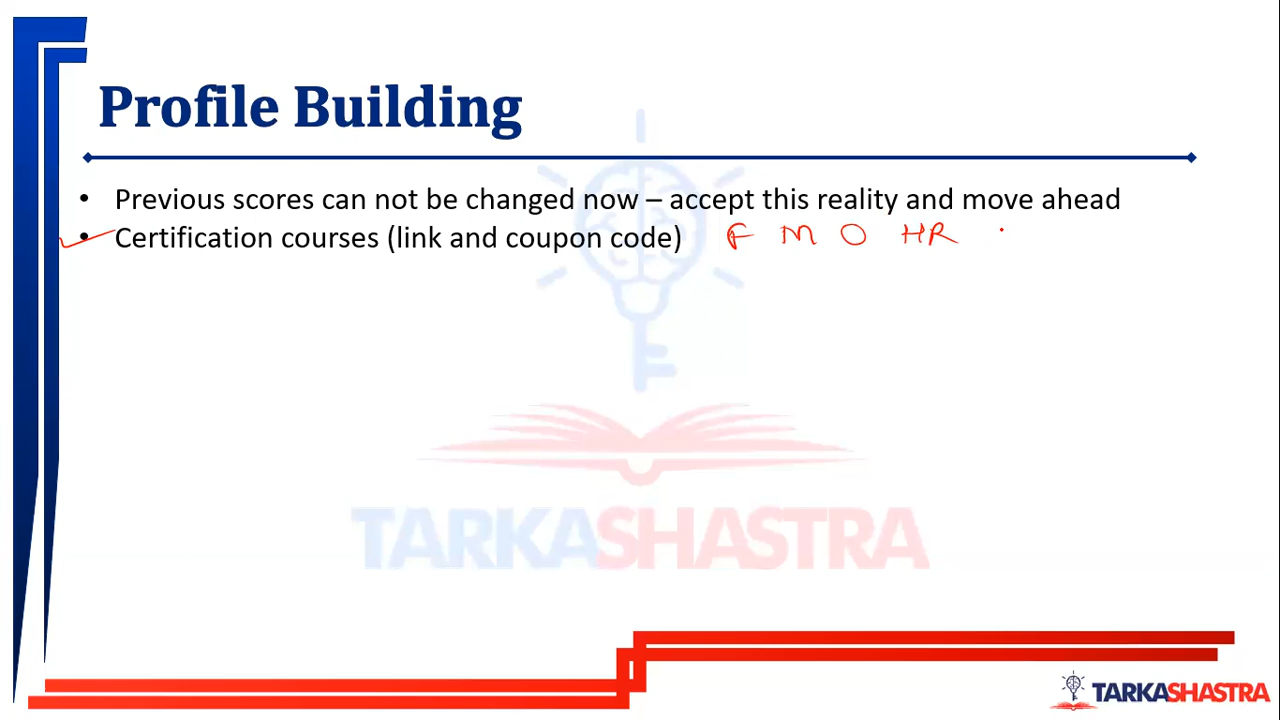 Profile Building
• Previous scores can not be changed now – accept this reality and move ahead
• Certification courses (link and coupon code) F M O HR
TARKASHASTRA
TARKASHASTRA